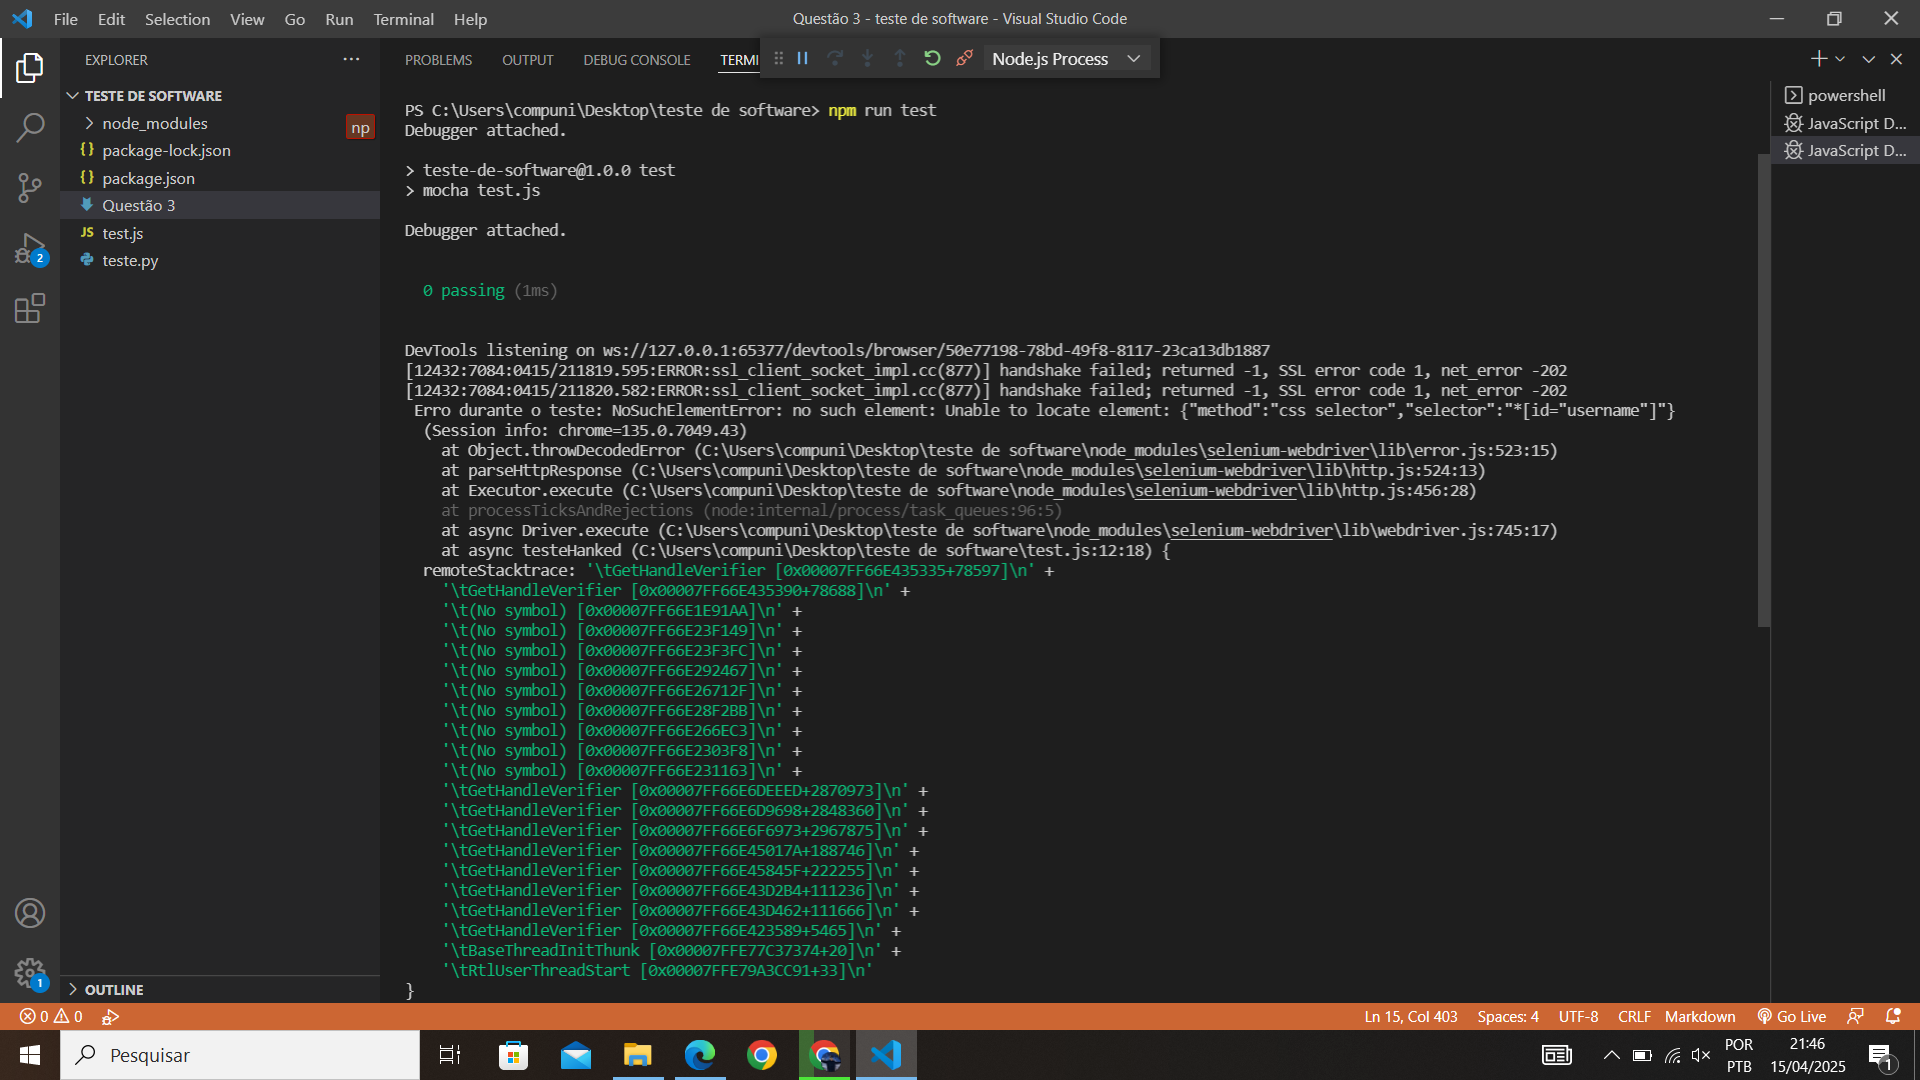 File Edit Selection View Go Run Terminal Help
Questão 3 - teste de software - Visual Studio Code
EXPLORER
TESTE DE SOFTWARE
node_modules
package-lock.json
package.json
Questão 3
test.js
teste.py
OUTLINE
np
2
1
PROBLEMS OUTPUT DEBUG CONSOLE TERMI
Node.js Process
powershell
JavaScript D...
JavaScript D...
PS C:\Users\compuni\Desktop\teste de software> npm run test
Debugger attached.
> teste-de-software@1.0.0 test
> mocha test.js
Debugger attached.
0 passing (1ms)
DevTools listening on ws://127.0.0.1:65377/devtools/browser/50e77198-78bd-49f8-8117-23ca13db1887
[12432:7084:0415/211819.595:ERROR:ssl_client_socket_impl.cc(877)] handshake failed; returned -1, SSL error code 1, net_error -202
[12432:7084:0415/211820.582:ERROR:ssl_client_socket_impl.cc(877)] handshake failed; returned -1, SSL error code 1, net_error -202
Erro durante o teste: NoSuchElementError: no such element: Unable to locate element: {"method":"css selector","selector":"*[id="username"]"}
(Session info: chrome=135.0.7049.43)
at Object.throwDecodedError (C:\Users\compuni\Desktop\teste de software\node_modules\selenium-webdriver\lib\error.js:523:15)
at parseHttpResponse (C:\Users\compuni\Desktop\teste de software\node_modules\selenium-webdriver\lib\http.js:524:13)
at Executor.execute (C:\Users\compuni\Desktop\teste de software\node_modules\selenium-webdriver\lib\http.js:456:28)
at processTicksAndRejections (node:internal/process/task_queues:96:5)
at async Driver.execute (C:\Users\compuni\Desktop\teste de software\node_modules\selenium-webdriver\lib\webdriver.js:745:17)
at async testeHanked (C:\Users\compuni\Desktop\teste de software\test.js:12:18) {
remoteStacktrace: '\tGetHandleVerifier [0x00007FF66E435335+78597]\n' +
'\tGetHandleVerifier [0x00007FF66E435390+78688]\n' +
'\t(No symbol) [0x00007FF66E1E91AA]\n' +
'\t(No symbol) [0x00007FF66E23F149]\n' +
'\t(No symbol) [0x00007FF66E23F3FC]\n' +
'\t(No symbol) [0x00007FF66E292467]\n' +
'\t(No symbol) [0x00007FF66E26712F]\n' +
'\t(No symbol) [0x00007FF66E28F2BB]\n' +
'\t(No symbol) [0x00007FF66E266EC3]\n' +
'\t(No symbol) [0x00007FF66E2303F8]\n' +
'\t(No symbol) [0x00007FF66E231163]\n' +
'\tGetHandleVerifier [0x00007FF66E6DEEED+2870973]\n' +
'\tGetHandleVerifier [0x00007FF66E6D9698+2848360]\n' +
'\tGetHandleVerifier [0x00007FF66E6F6973+2967875]\n' +
'\tGetHandleVerifier [0x00007FF66E45017A+188746]\n' +
'\tGetHandleVerifier [0x00007FF66E45845F+222255]\n' +
'\tGetHandleVerifier [0x00007FF66E43D2B4+111236]\n' +
'\tGetHandleVerifier [0x00007FF66E43D462+111666]\n' +
'\tGetHandleVerifier [0x00007FF66E423589+5465]\n' +
'\tBaseThreadInitThunk [0x00007FFE77C37374+20]\n' +
'\tRtlUserThreadStart [0x00007FFE79A3CC91+33]\n'
}
0 0 Ln 15, Col 403 Spaces: 4 UTF-8 CRLF Markdown Go Live
Pesquisar
POR
PTB
21:46
15/04/2025
1